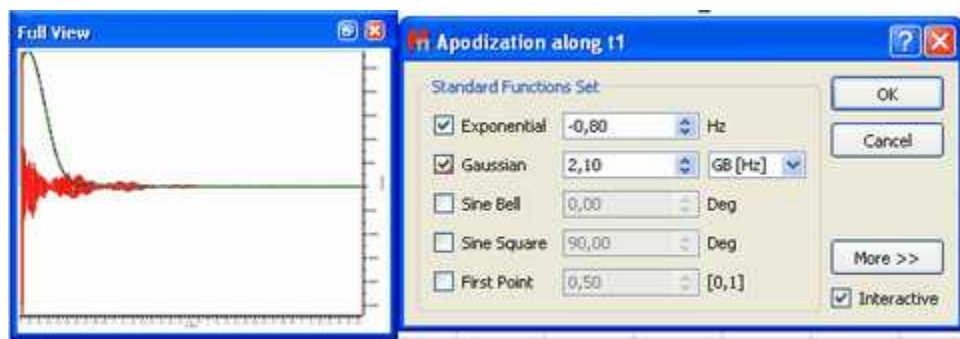 Full View
Apodization along t1
Standard Functions Set
Exponential -0,80 Hz
Gaussian 2,10 GB [Hz]
Sine Bell 0,00 Deg
Sine Square 90,00 Deg
First Point 0,50 [0,1]
OK
Cancel
More >>
Interactive